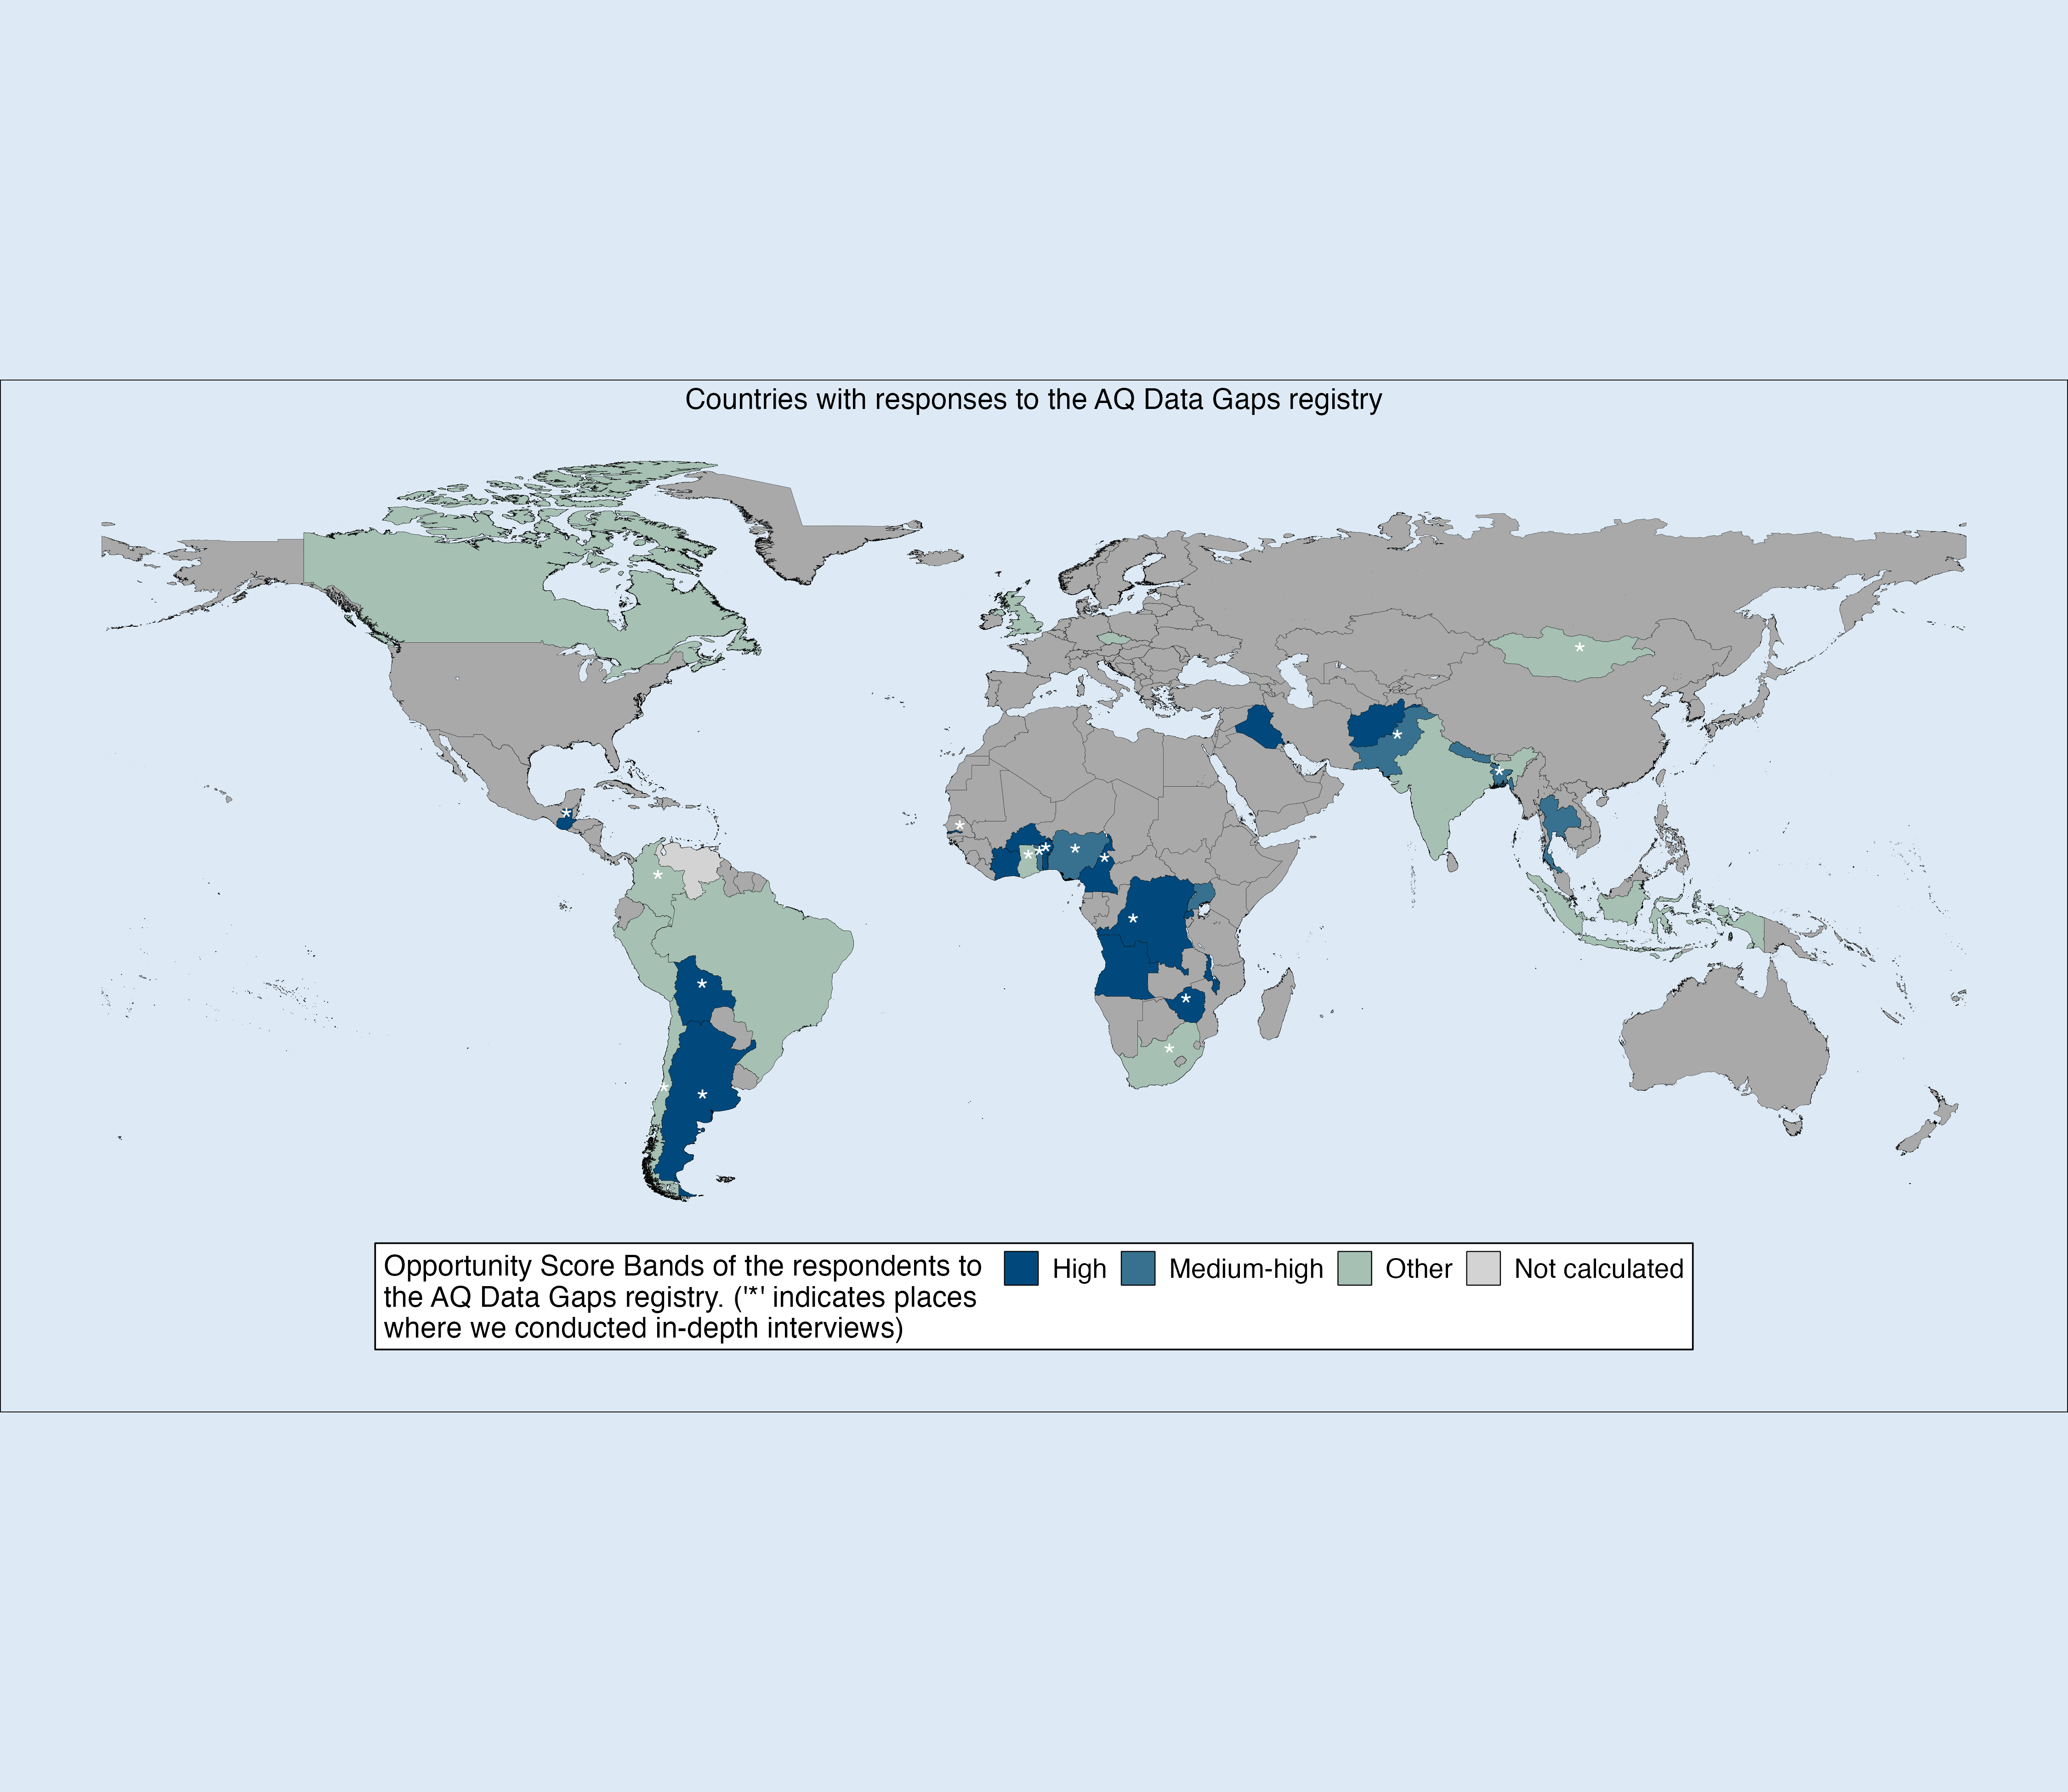 Countries with responses to the AQ Data Gaps registry
Opportunity Score Bands of the respondents to
the AQ Data Gaps registry. ('*' indicates places
where we conducted in-depth interviews)
High
Medium-high
Other
Not calculated